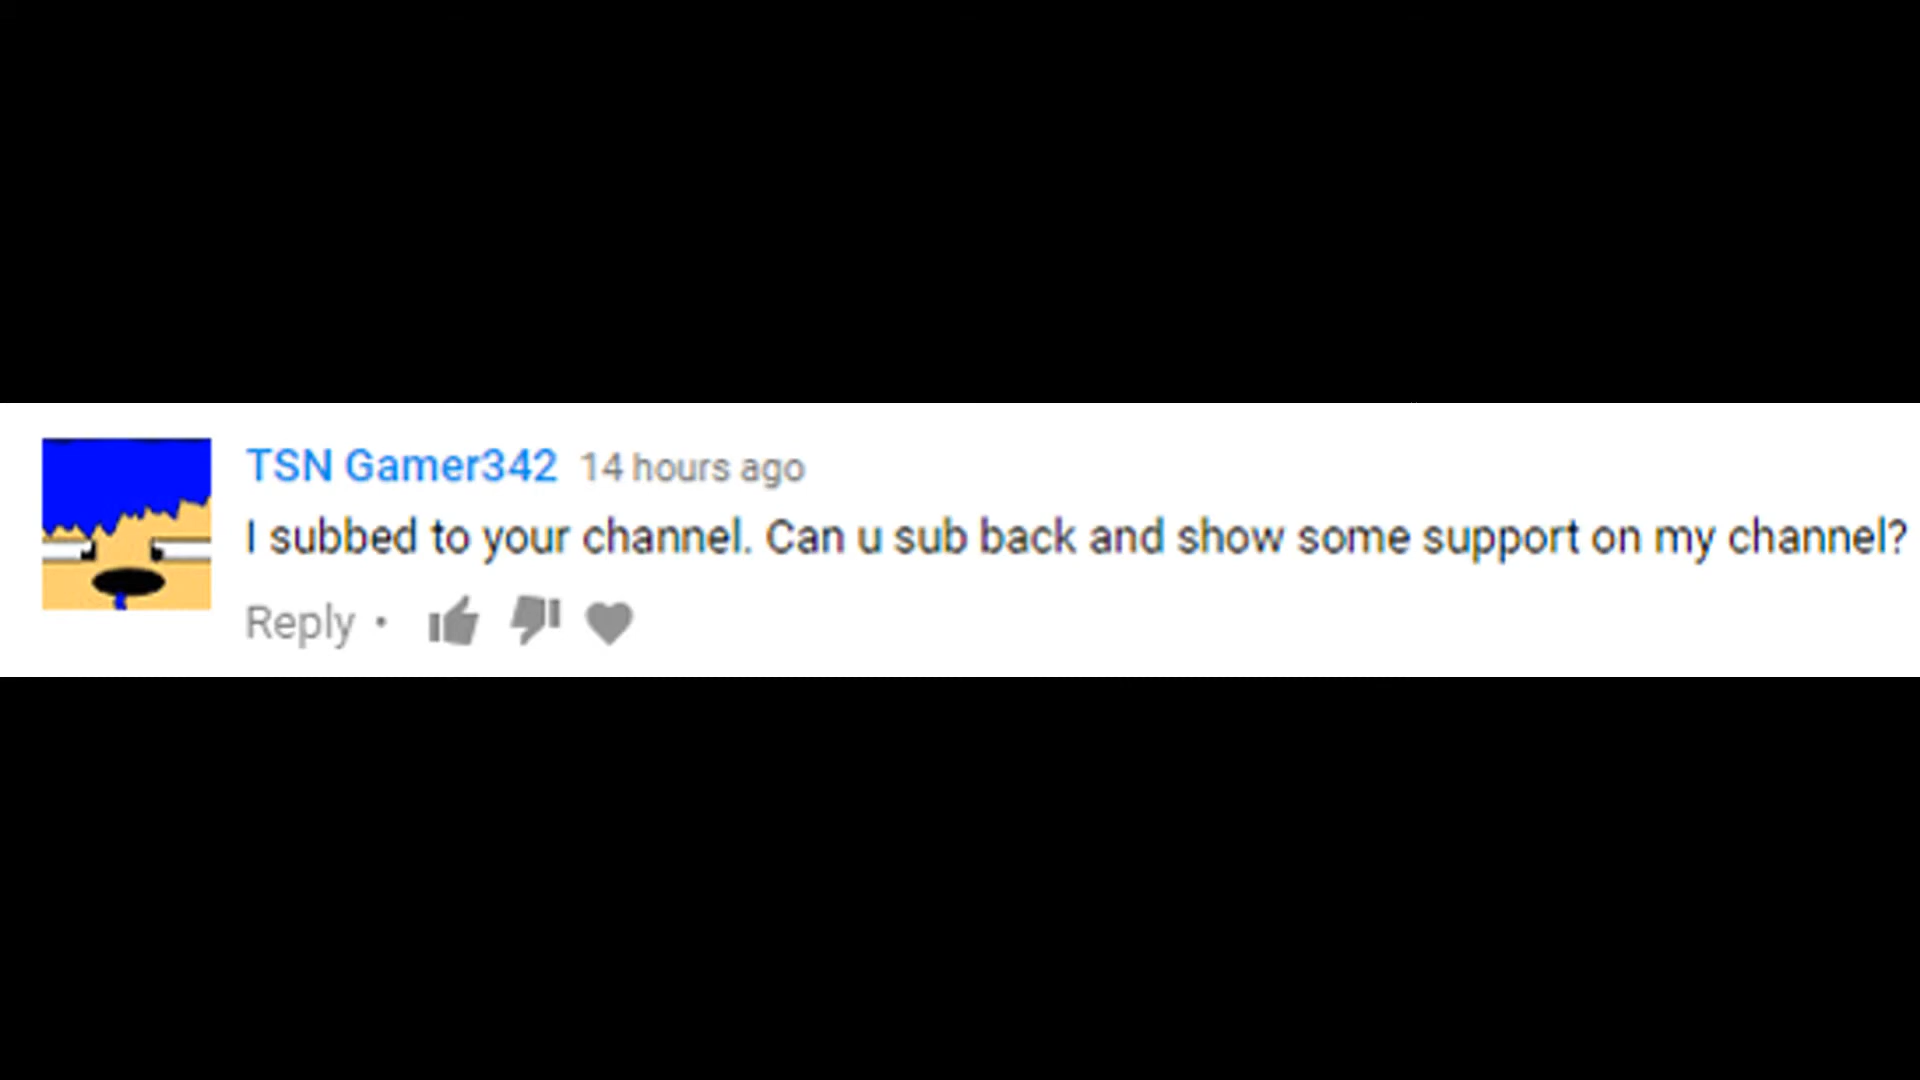 TSN Gamer342 14 hours ago
I subbed to your channel. Can u sub back and show some support on my channel?
Reply •